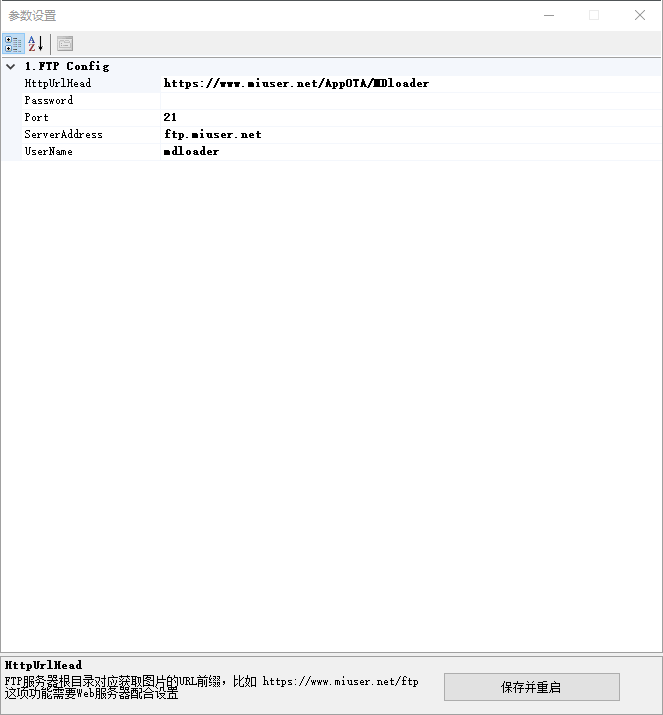 参数设置
1.FTP Config
HttpUrlHead https://www.miuser.net/AppOTA/MDloader
Password
Port 21
ServerAddress ftp.miuser.net
UserName mdloader
HttpUrlHead
FTP服务器根目录对应获取图片的URL前缀，比如 https://www.miuser.net/ftp
这项功能需要Web服务器配合设置
保存并重启